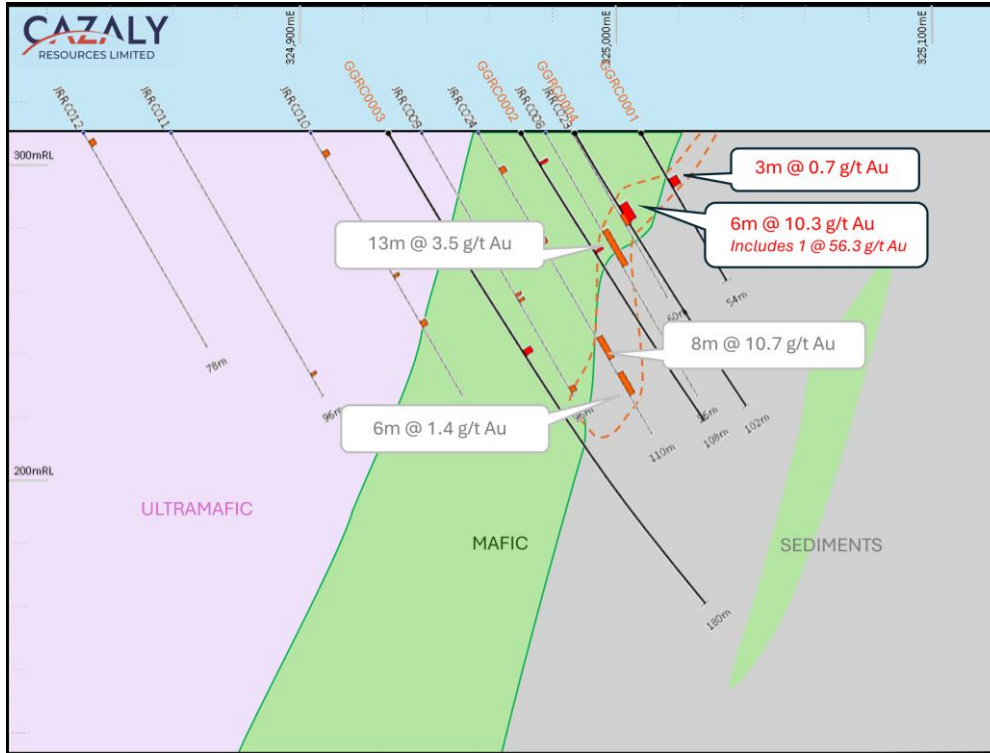 CAZALY
RESOURCES LIMITED
324,900mE
325,000mE
325,100mE
JRRC012
JRRC011
JRRC010
GGRC0003
JRRC009
JRRC024
GGRC0002
JRRC008
GGRC0004
JRRC023
GGRC0001
300mRL
3m @ 0.7 g/t Au
6m @ 10.3 g/t Au
Includes 1 @ 56.3 g/t Au
13m @ 3.5 g/t Au
54m
60m
8m @ 10.7 g/t Au
78m
96m
96m
96m
102m
108m
6m @ 1.4 g/t Au
110m
200mRL
ULTRAMAFIC
MAFIC
SEDIMENTS
180m